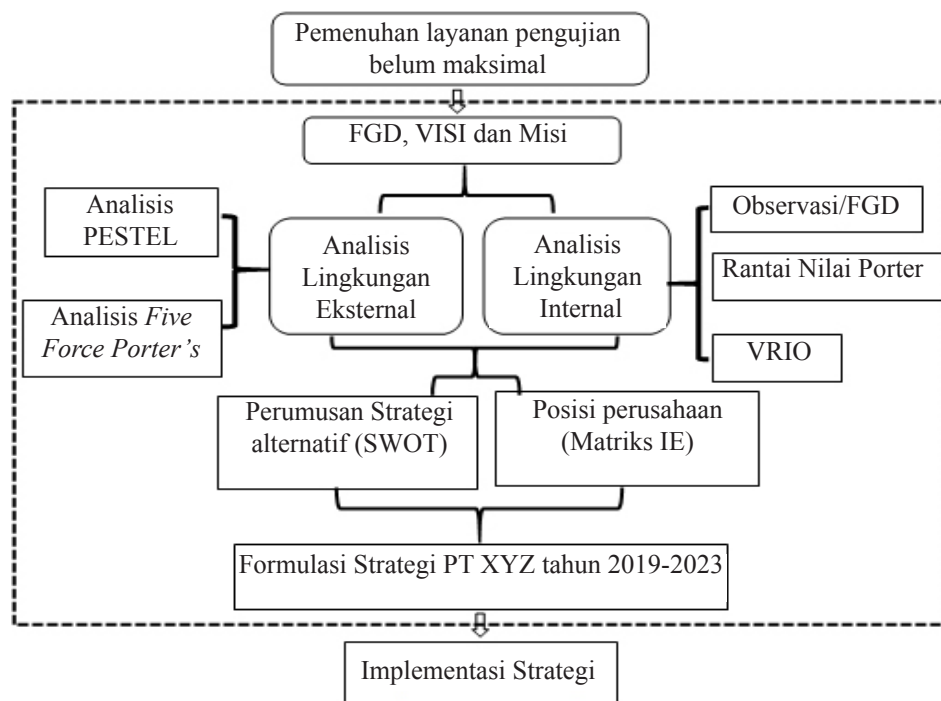 Pemenuhan layanan pengujian
belum maksimal
FGD, VISI dan Misi
Analisis
PESTEL
Analisis Five
Force Porter's
Analisis
Lingkungan
Eksternal
Analisis
Lingkungan
Internal
Observasi/FGD
Rantai Nilai Porter
VRIO
Perumusan Strategi
alternatif (SWOT)
Posisi perusahaan
(Matriks IE)
Formulasi Strategi PT XYZ tahun 2019-2023
Implementasi Strategi